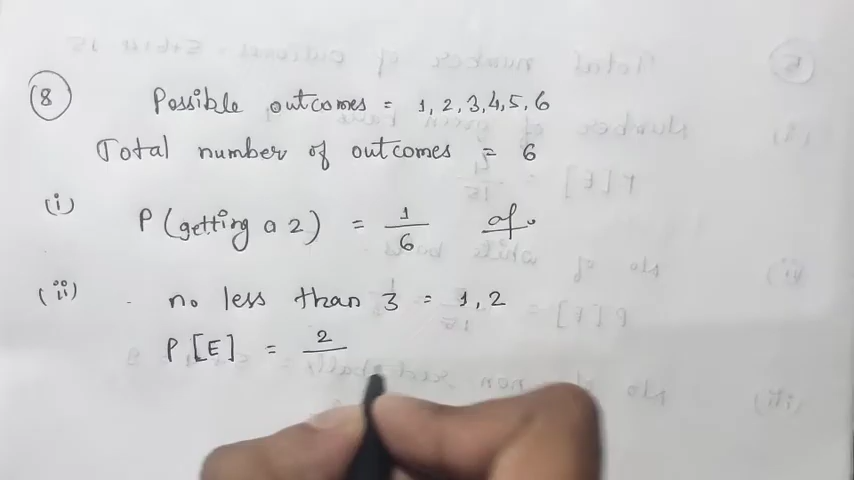 (8) Possible outcomes = 1, 2, 3, 4, 5, 6
Total number of outcomes = 6
(i) P (getting a 2) = 1/6
(ii) no less than 3 = 1, 2
P [E] = 2